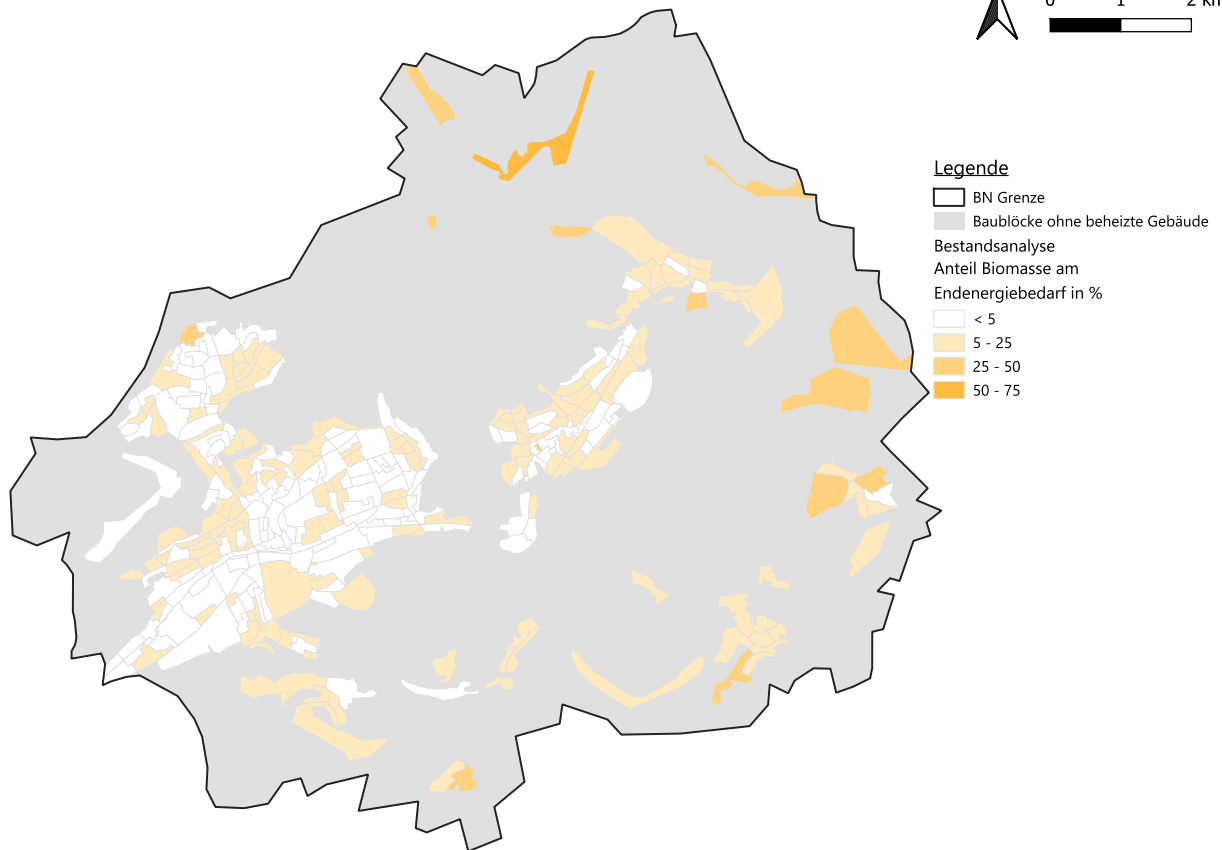 0 1 2 km
Legende
BN Grenze
Baublöcke ohne beheizte Gebäude
Bestandsanalyse
Anteil Biomasse am
Endenergiebedarf in %
< 5
5 - 25
25 - 50
50 - 75